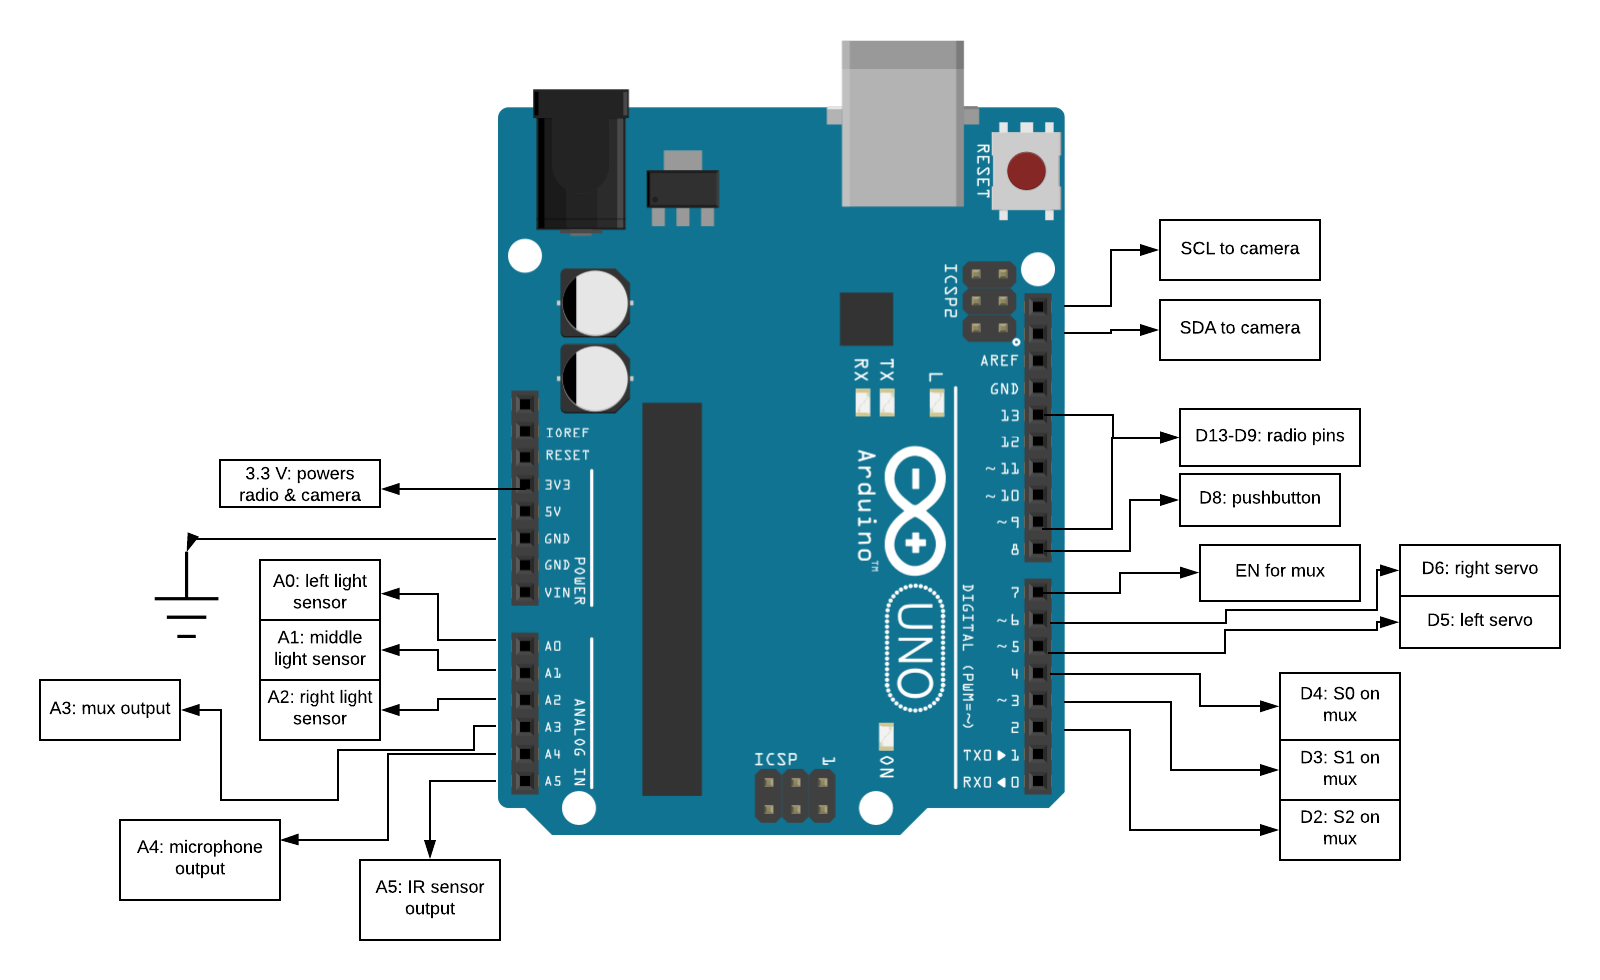 RESET
SCL to camera
ICSP2
SDA to camera
RX
TX
L
AREF
GND
13
12
~11
~10
~9
8
D13-D9: radio pins
D8: pushbutton
IOREF
RESET
3V3
5V
GND
GND
VIN
POWER
3.3 V: powers
radio & camera
Arduino™
UNO
DIGITAL (PWM=~)
7
~6
~5
4
~3
2
TX0▶1
RX0◀0
EN for mux
D6: right servo
D5: left servo
A0: left light
sensor
A1: middle
light sensor
A2: right light
sensor
A3: mux output
A0
A1
A2
A3
A4
A5
ANALOG IN
D4: S0 on
mux
D3: S1 on
mux
D2: S2 on
mux
ICSP
1
ON
A4: microphone
output
A5: IR sensor
output